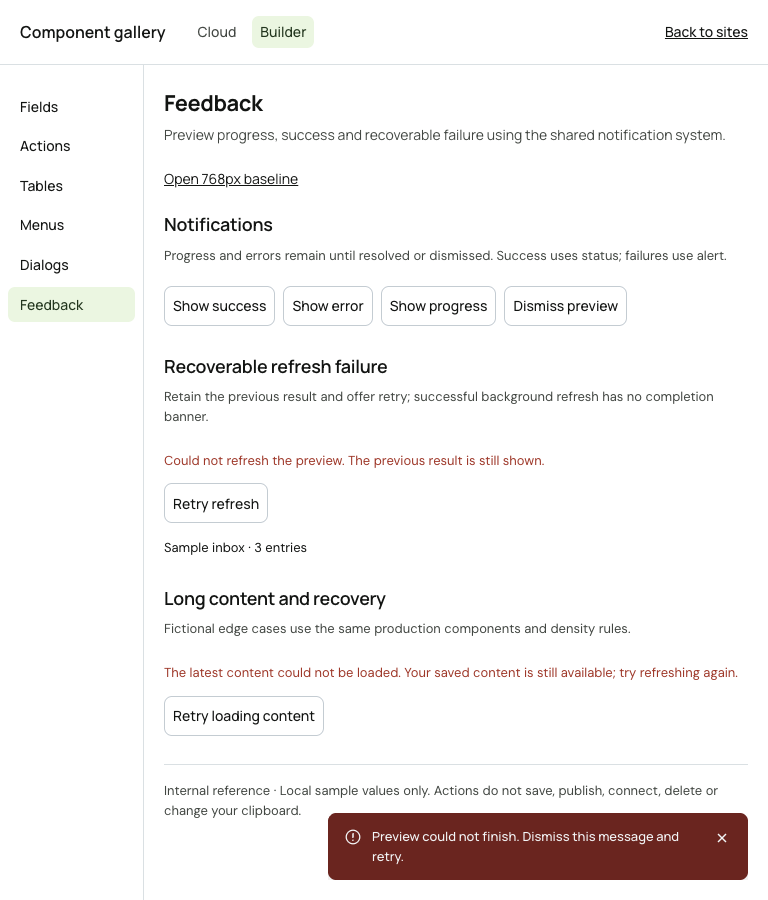 Component gallery
Cloud
Builder
Back to sites
Fields
Actions
Tables
Menus
Dialogs
Feedback
Feedback
Preview progress, success and recoverable failure using the shared notification system.
Open 768px baseline
Notifications
Progress and errors remain until resolved or dismissed. Success uses status; failures use alert.
Show success
Show error
Show progress
Dismiss preview
Recoverable refresh failure
Retain the previous result and offer retry; successful background refresh has no completion
banner.
Could not refresh the preview. The previous result is still shown.
Retry refresh
Sample inbox · 3 entries
Long content and recovery
Fictional edge cases use the same production components and density rules.
The latest content could not be loaded. Your saved content is still available; try refreshing again.
Retry loading content
Internal reference · Local sample values only. Actions do not save, publish, connect, delete or
change your clipboard.
Preview could not finish. Dismiss this message and
retry.